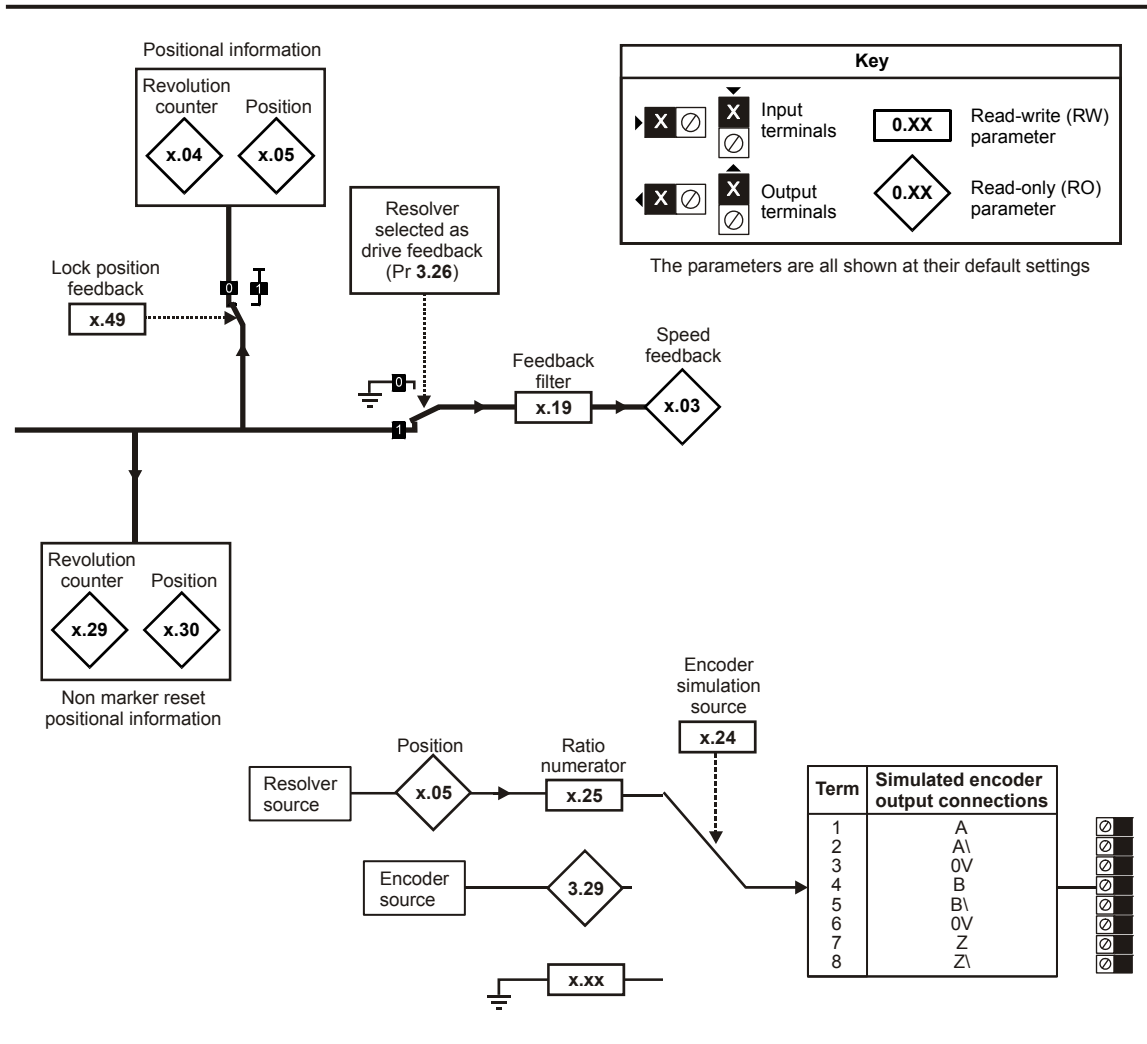 Positional information
Revolution
counter
Position
x.04
x.05
Key
X
X
Input
terminals
0.XX
Read-write (RW)
parameter
X
X
Output
terminals
0.XX
Read-only (RO)
parameter
The parameters are all shown at their default settings
Resolver
selected as
drive feedback
(Pr 3.26)
Lock position
feedback
x.49
0
1
0
1
Feedback
filter
x.19
Speed
feedback
x.03
Revolution
counter
Position
x.29
x.30
Non marker reset
positional information
Encoder
simulation
source
x.24
Resolver
source
Position
x.05
Ratio
numerator
x.25
Encoder
source
3.29
x.xx
Term
Simulated encoder
output connections
1 A
2 A\
3 0V
4 B
5 B\
6 0V
7 Z
8 Z\